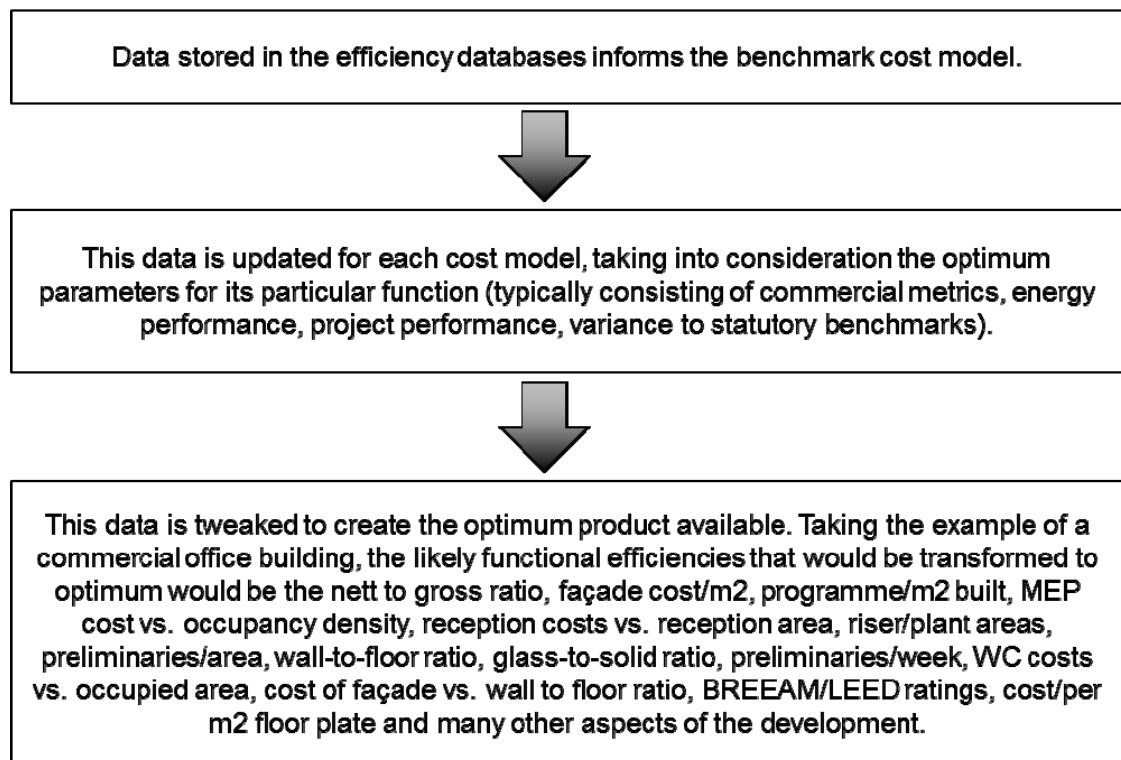 Data stored in the efficiency databases informs the benchmark cost model.
This data is updated for each cost model, taking into consideration the optimum
parameters for its particular function (typically consisting of commercial metrics, energy
performance, project performance, variance to statutory benchmarks).
This data is tweaked to create the optimum product available. Taking the example of a
commercial office building, the likely functional efficiencies that would be transformed to
optimum would be the nett to gross ratio, façade cost/m2, programme/m2 built, MEP
cost vs. occupancy density, reception costs vs. reception area, riser/plant areas,
preliminaries/area, wall-to-floor ratio, glass-to-solid ratio, preliminaries/week, WC costs
vs. occupied area, cost of façade vs. wall to floor ratio, BREEAM/LEED ratings, cost/per
m2 floor plate and many other aspects of the development.